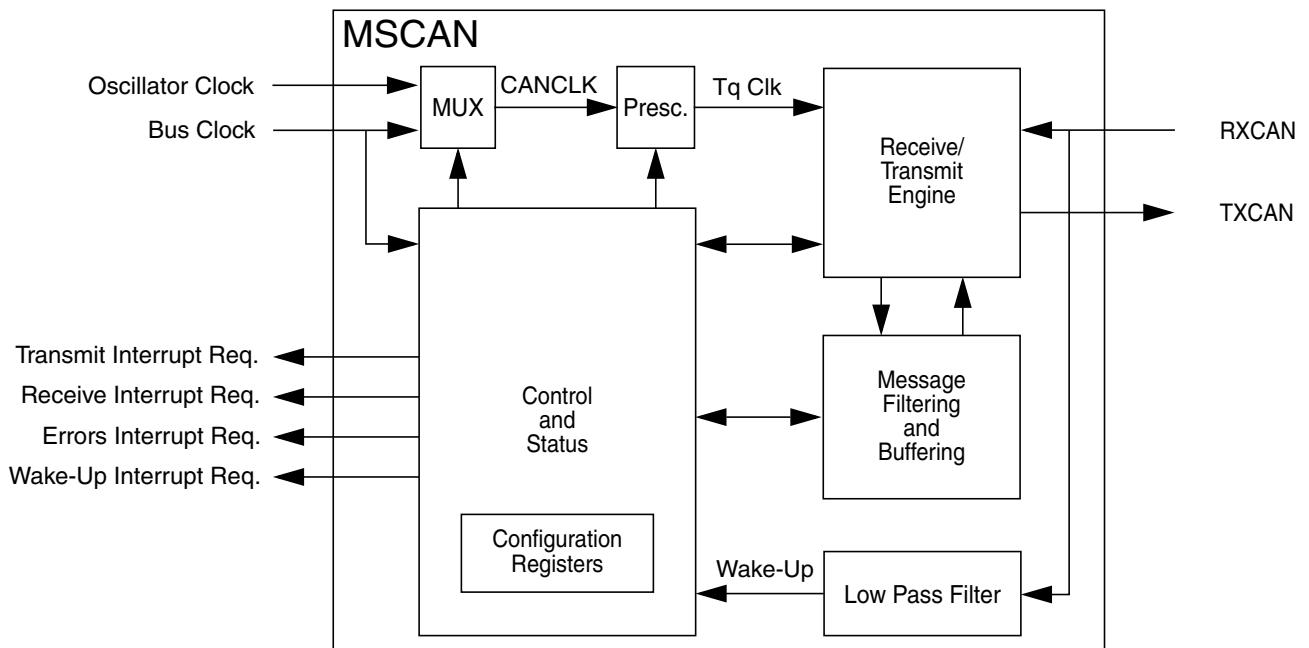 MSCAN
Oscillator Clock
Bus Clock
MUX
CANCLK
Presc.
Tq Clk
Receive/
Transmit
Engine
RXCAN
TXCAN
Transmit Interrupt Req.
Receive Interrupt Req.
Errors Interrupt Req.
Wake-Up Interrupt Req.
Control
and
Status
Message
Filtering
and
Buffering
Configuration
Registers
Wake-Up
Low Pass Filter